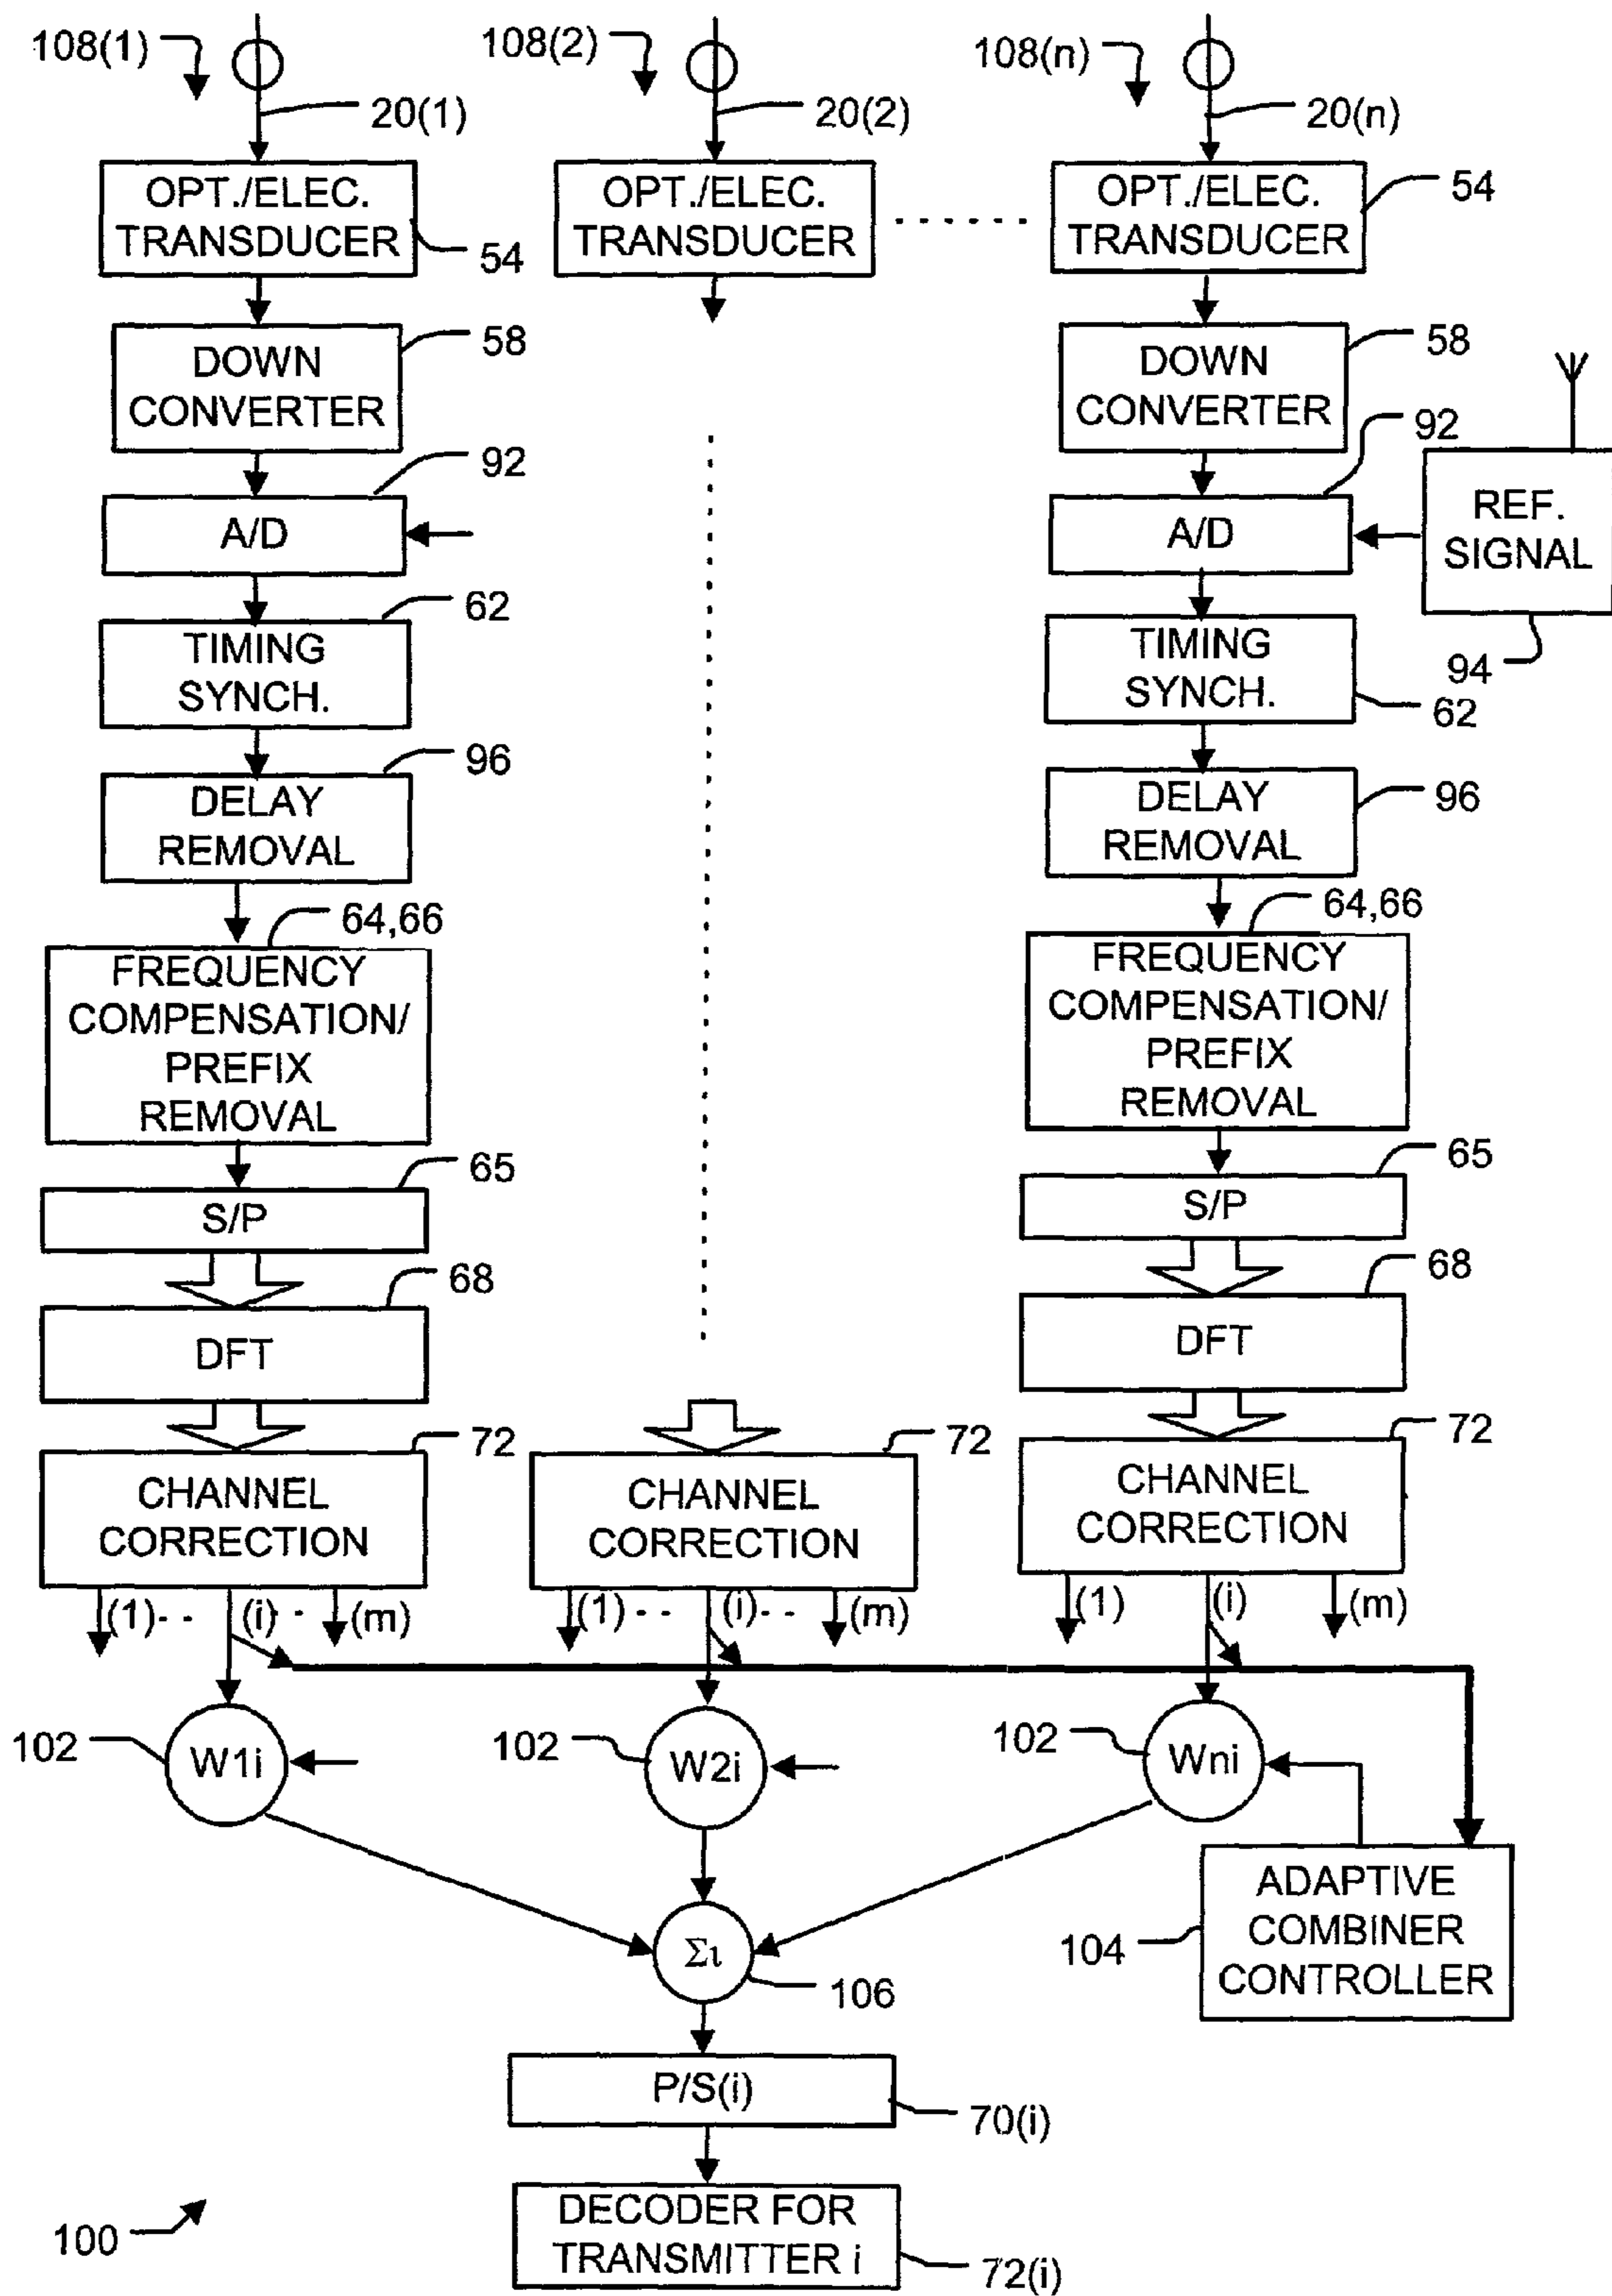 108(1)
108(2)
108(n)
20(1)
20(2)
20(n)
OPT./ELEC.
TRANSDUCER
54
OPT./ELEC.
TRANSDUCER
OPT./ELEC.
TRANSDUCER
54
DOWN
CONVERTER
58
DOWN
CONVERTER
58
92
A/D
92
A/D
REF.
SIGNAL
94
62
TIMING
SYNCH.
TIMING
SYNCH.
62
96
DELAY
REMOVAL
DELAY
REMOVAL
96
64,66
FREQUENCY
COMPENSATION/
PREFIX
REMOVAL
64,66
FREQUENCY
COMPENSATION/
PREFIX
REMOVAL
65
S/P
65
S/P
68
DFT
68
DFT
72
CHANNEL
CORRECTION
72
CHANNEL
CORRECTION
72
CHANNEL
CORRECTION
(1)-- (i)-- (m)
(1)-- (i)-- (m)
(1) (i) (m)
102
W1i
102
W2i
102
Wni
ADAPTIVE
COMBINER
CONTROLLER
104
Σι
106
P/S(i)
70(i)
DECODER FOR
TRANSMITTER i
72(i)
100